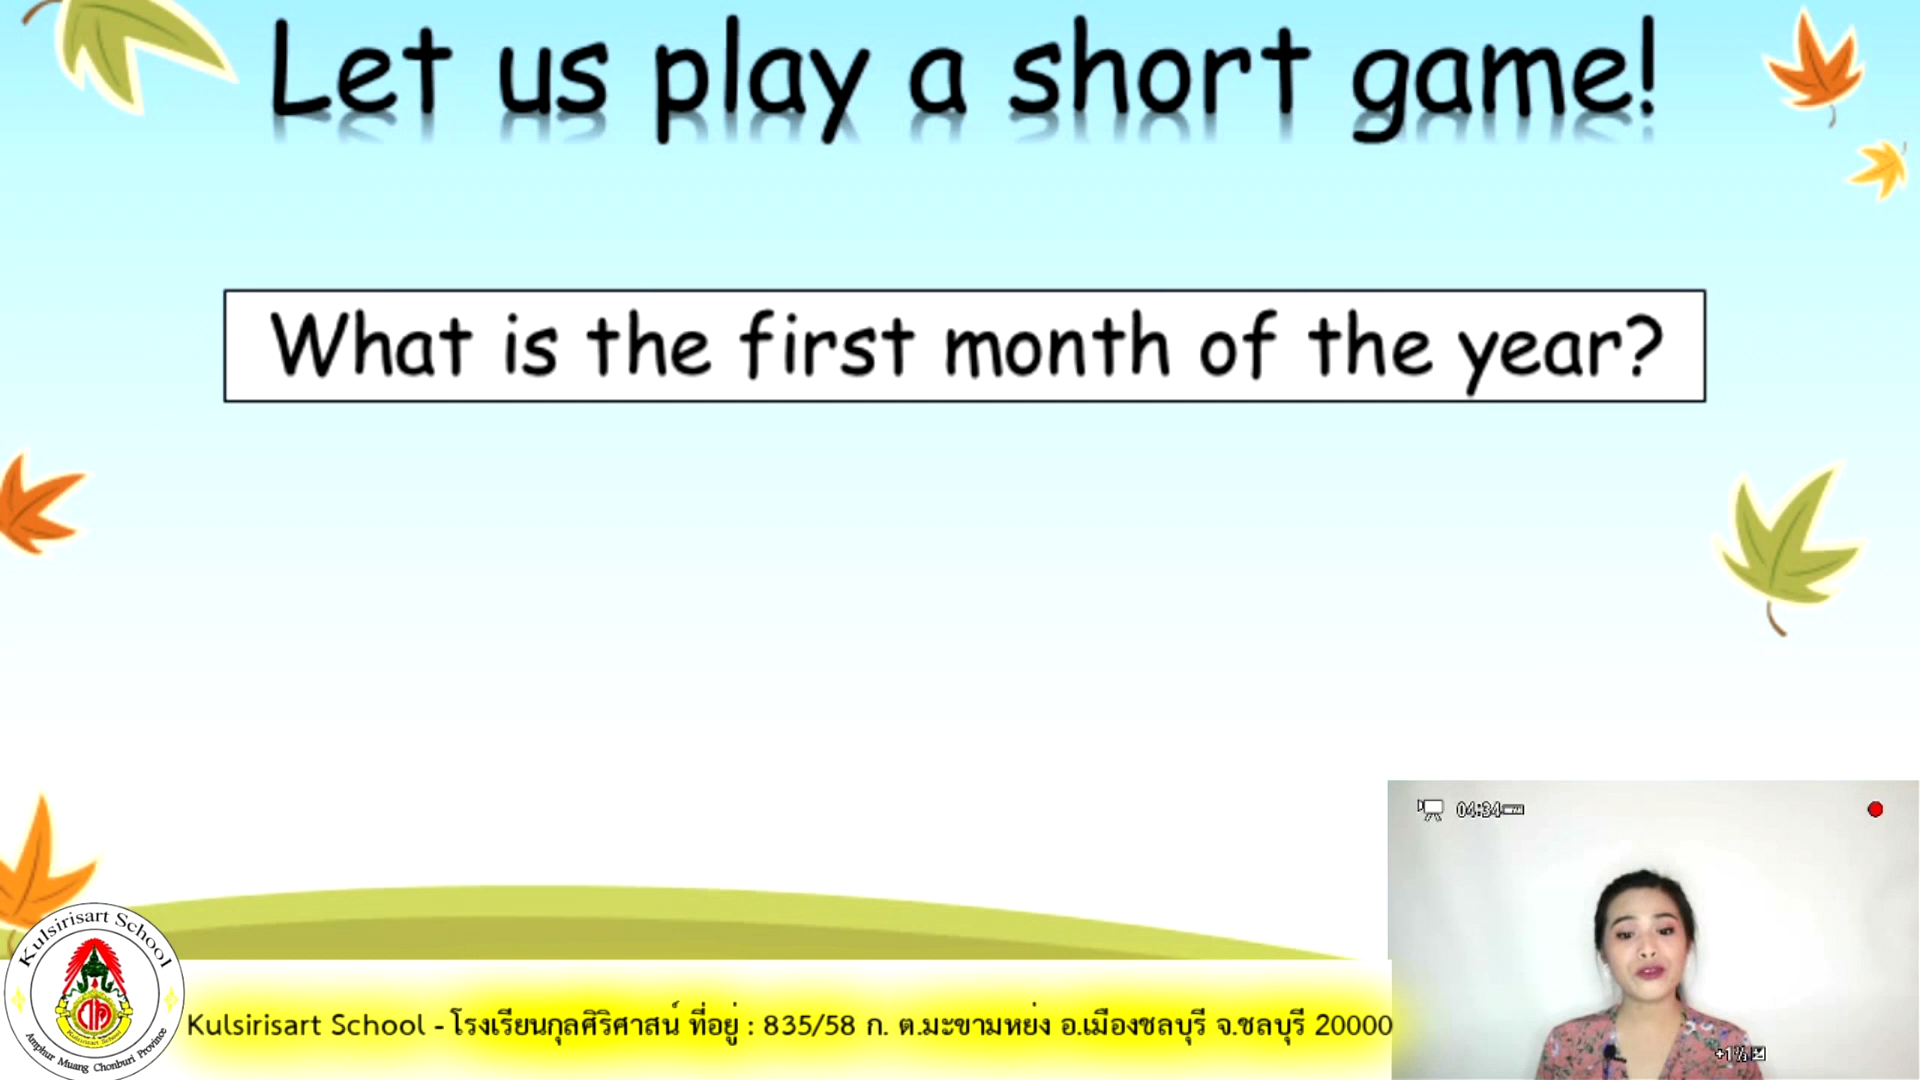 Let us play a short game!
What is the first month of the year?
04:34
Kulsirisart School
Amphur Muang Chonburi Province
Kulsirisart School - โรงเรียนกุลศิริศาสน์ ที่อยู่ : 835/58 ก. ต.มะขามหย่ง อ.เมืองชลบุรี จ.ชลบุรี 20000